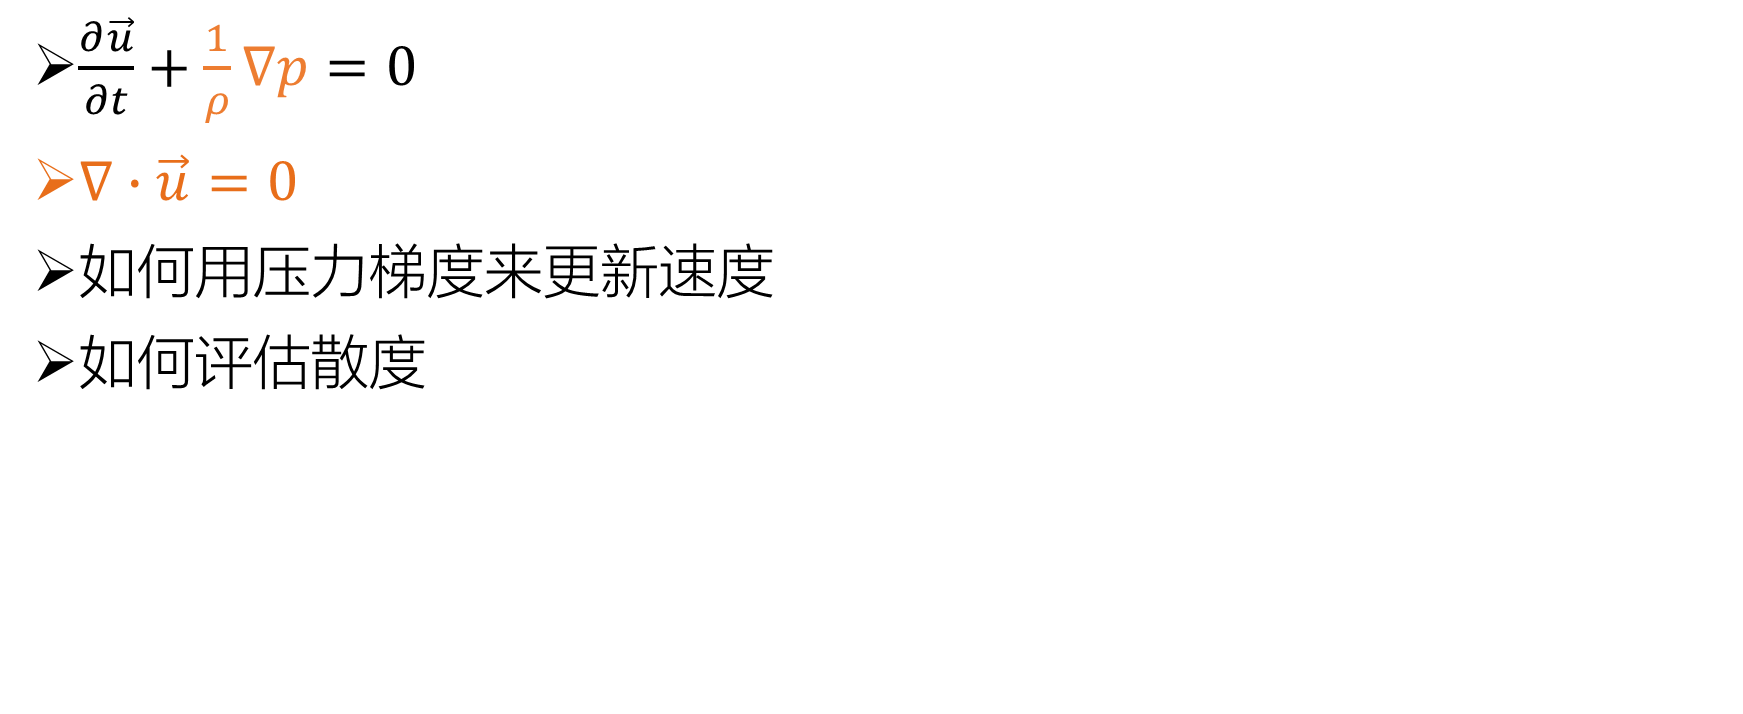 ➢∂u⃗/∂t + 1/ρ ∇p = 0
➢∇ · u⃗ = 0
➢如何用压力梯度来更新速度
➢如何评估散度